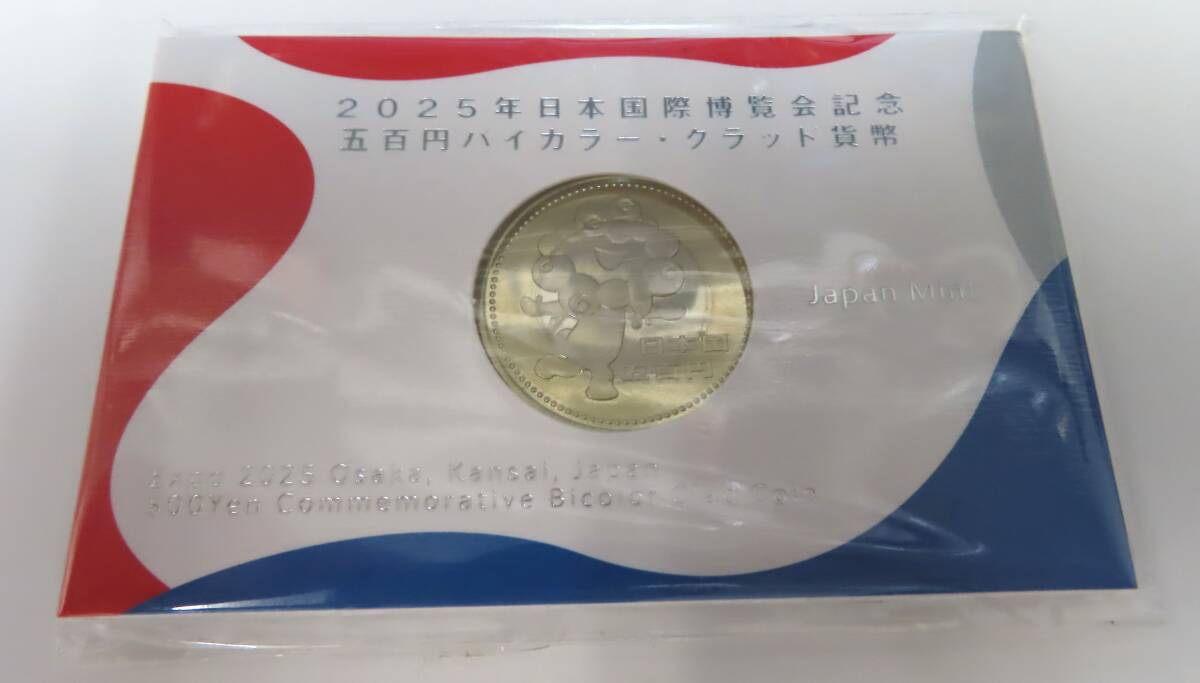 2025年日本国際博覧会記念
五百円バイカラー・クラッド貨幣
日本国
五百円
Japan Mint
Expo 2025 Osaka, Kansai, Japan
500Yen Commemorative Bicolor Clad Coin